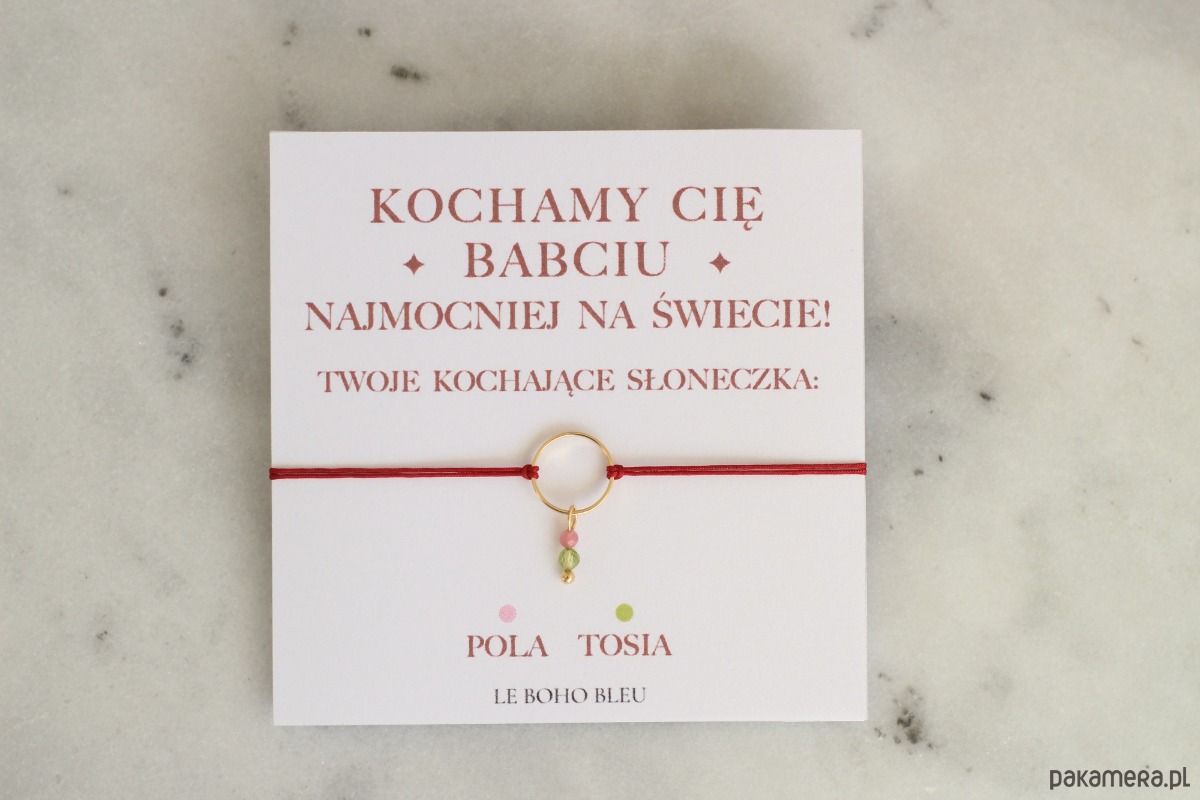 KOCHAMY CIĘ
BABCIU
NAJMOCNIEJ NA ŚWIECIE!
TWOJE KOCHAJĄCE SŁONECZKA:
POLA TOSIA
LE BOHO BLEU
pakamera.pl